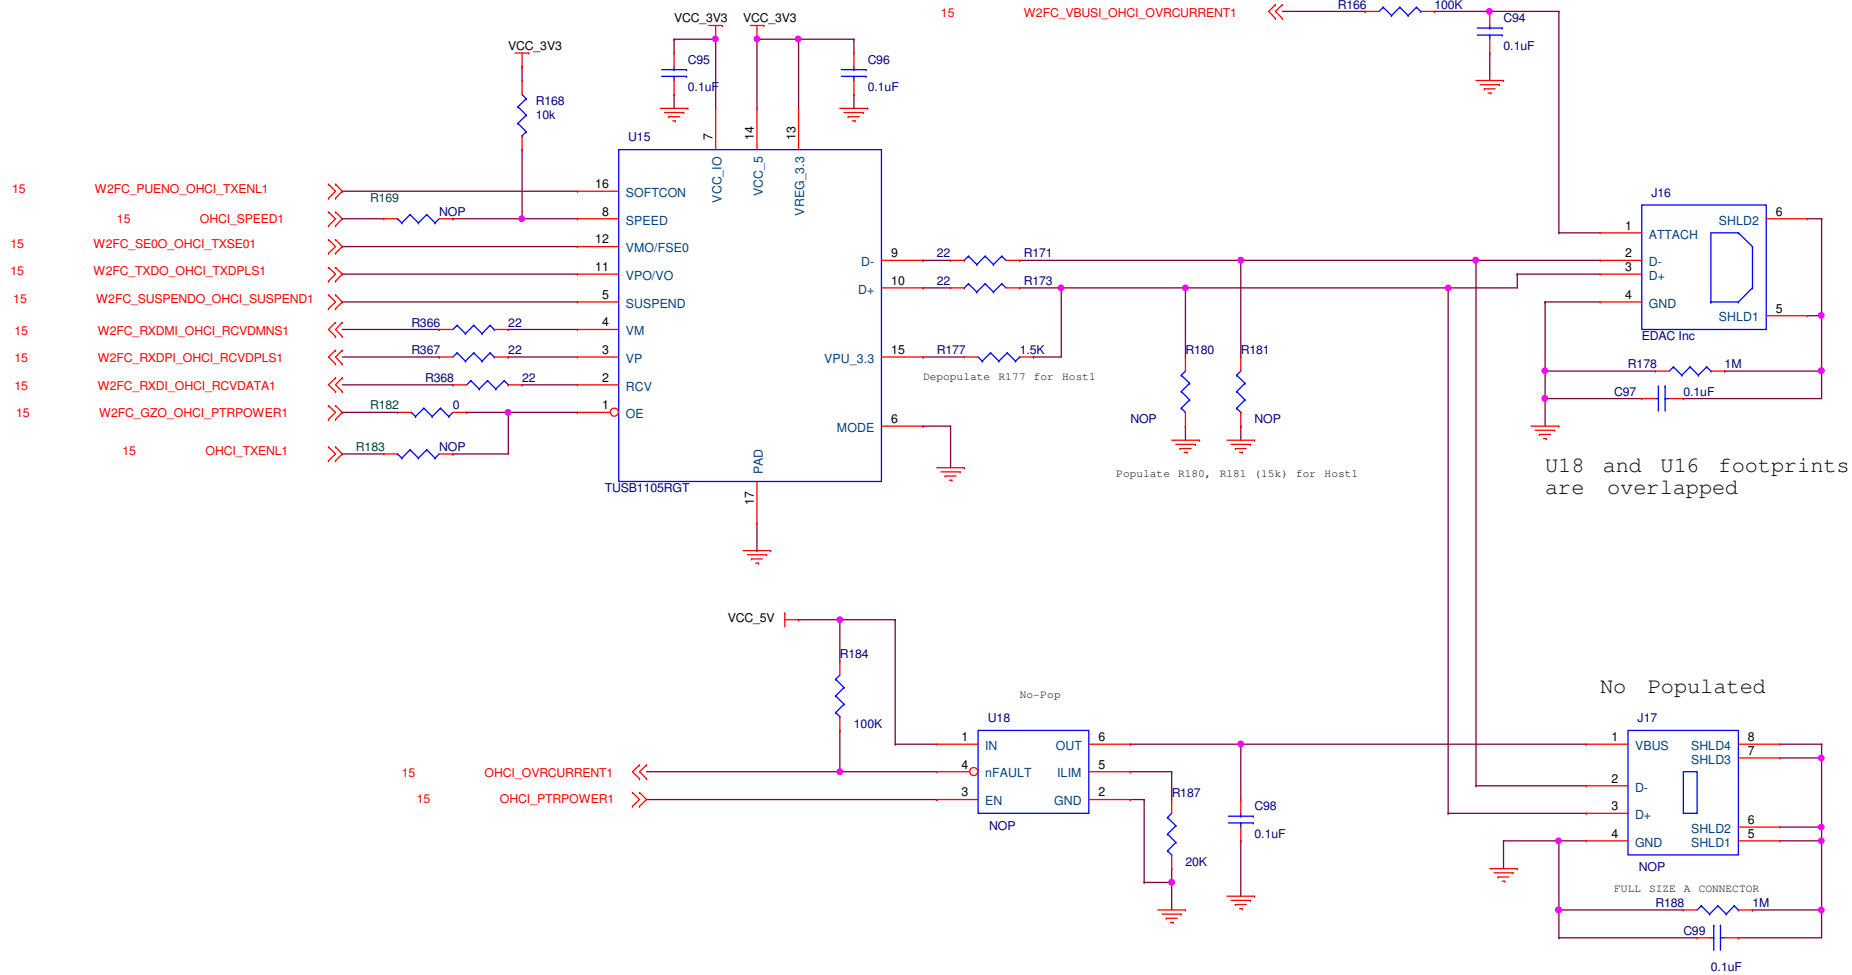 15 W2FC_VBUSI_OHCI_OVRCURRENT1 R166 100K
C94
0.1uF
VCC_3V3 VCC_3V3
VCC_3V3
C95
0.1uF
C96
0.1uF
R168
10k
U15
7 14 13
VCC_IO VCC_5 VREG_3.3
15 W2FC_PUENO_OHCI_TXENL1 16 SOFTCON
R169
15 OHCI_SPEED1 NOP 8 SPEED
15 W2FC_SE0O_OHCI_TXSE01 12 VMO/FSE0
15 W2FC_TXDO_OHCI_TXDPLS1 11 VPO/VO
15 W2FC_SUSPENDO_OHCI_SUSPEND1 5 SUSPEND
15 W2FC_RXDMI_OHCI_RCVDMNS1 R366 22 4 VM
15 W2FC_RXDPI_OHCI_RCVDPLS1 R367 22 3 VP
15 W2FC_RXDI_OHCI_RCVDATA1 R368 22 2 RCV
15 W2FC_GZO_OHCI_PTRPOWER1 R182 0 1 OE
15 OHCI_TXENL1 R183 NOP
D- 9 22 R171
D+ 10 22 R173
VPU_3.3 15 R177 1.5K
Depopulate R177 for Host1
MODE 6
PAD
17
TUSB1105RGT
R180 R181
NOP NOP
Populate R180, R181 (15k) for Host1
J16
1 ATTACH SHLD2 6
2 D-
3 D+
4 GND
SHLD1 5
EDAC Inc
R178 1M
C97 0.1uF
U18 and U16 footprints
are overlapped
VCC_5V
R184
100K
No-Pop
U18
1 IN OUT 6
15 OHCI_OVRCURRENT1 4 nFAULT ILIM 5
15 OHCI_PTRPOWER1 3 EN GND 2
NOP
R187
20K
C98
0.1uF
No Populated
J17
1 VBUS SHLD4 8
SHLD3 7
2 D-
3 D+
SHLD2 6
4 GND SHLD1 5
NOP
FULL SIZE A CONNECTOR
R188 1M
C99
0.1uF